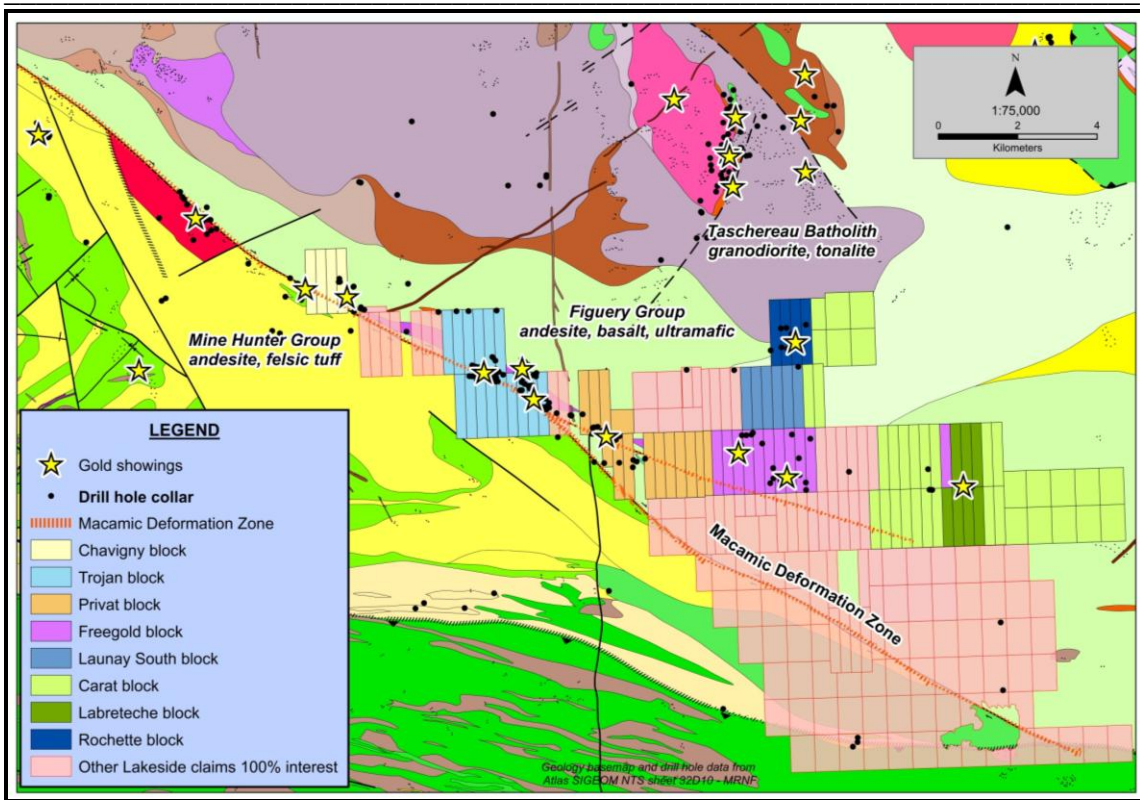 N
1:75,000
0 2 4
Kilometers
Taschereau Batholith
granodiorite, tonalite
Figuery Group
andesite, basalt, ultramafic
Mine Hunter Group
andesite, felsic tuff
Macamic Deformation Zone
LEGEND
Gold showings
Drill hole collar
Macamic Deformation Zone
Chavigny block
Trojan block
Privat block
Freegold block
Launay South block
Carat block
Labreteche block
Rochette block
Other Lakeside claims 100% interest
Geology basemap and drill hole data from
Atlas SIGEOM NTS sheet 32D10 - MRNF